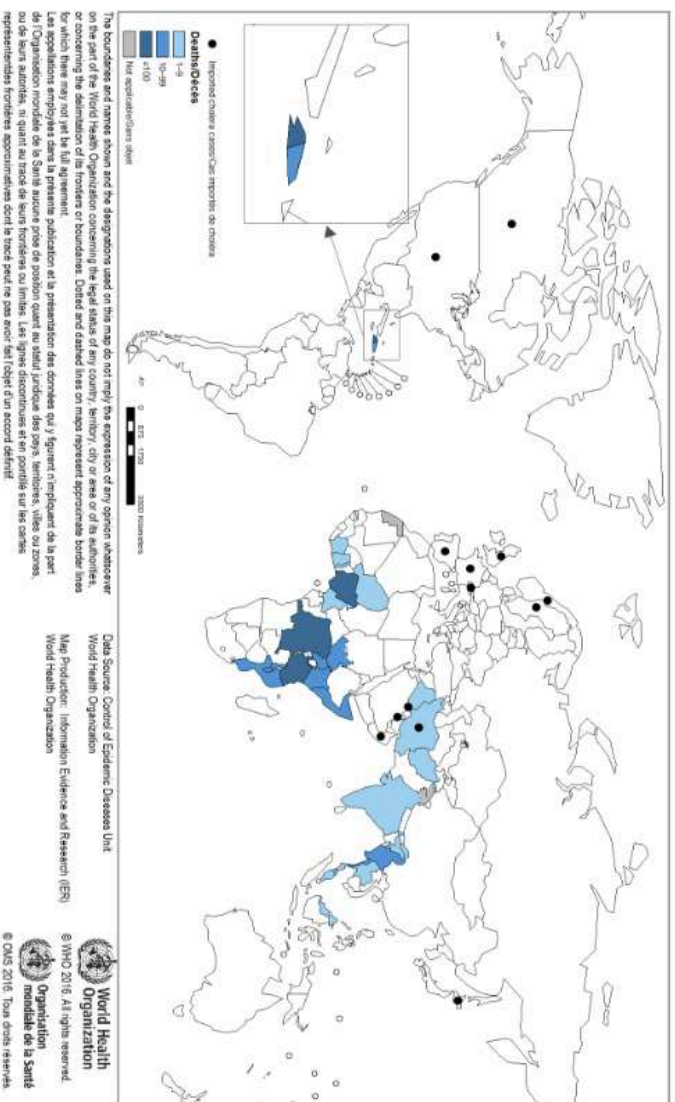 Imported cholera cases/Cas importés de choléra
Deaths/Décès
1–9
10–99
≥100
Not applicable/Sans objet
0 875 1750 3500 Kilometers
The boundaries and names shown and the designations used on this map do not imply the expression of any opinion whatsoever
on the part of the World Health Organization concerning the legal status of any country, territory, city or area or of its authorities,
or concerning the delimitation of its frontiers or boundaries. Dotted and dashed lines on maps represent approximate border lines
for which there may not yet be full agreement.
Les appellations employées dans la présente publication et la présentation des données qui y figurent n'impliquent de la part
de l'Organisation mondiale de la Santé aucune prise de position quant au statut juridique des pays, territoires, villes ou zones,
ou de leurs autorités, ni quant au tracé de leurs frontières ou limites. Les lignes discontinues et en pointillé sur les cartes
représentent des frontières approximatives dont le tracé peut ne pas avoir fait l'objet d'un accord définitif.
Data Source: Control of Epidemic Diseases Unit
World Health Organization
Map Production: Information Evidence and Research (IER)
World Health Organization
World Health
Organization
© WHO 2016. All rights reserved.
Organisation
mondiale de la Santé
© OMS 2016. Tous droits réservés.